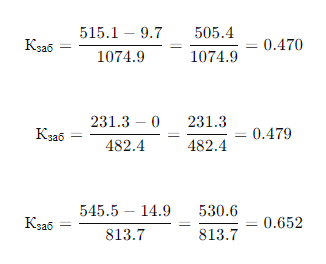 Kзаб = (515.1 − 9.7) / 1074.9 = 505.4 / 1074.9 = 0.470
Kзаб = (231.3 − 0) / 482.4 = 231.3 / 482.4 = 0.479
Kзаб = (545.5 − 14.9) / 813.7 = 530.6 / 813.7 = 0.652